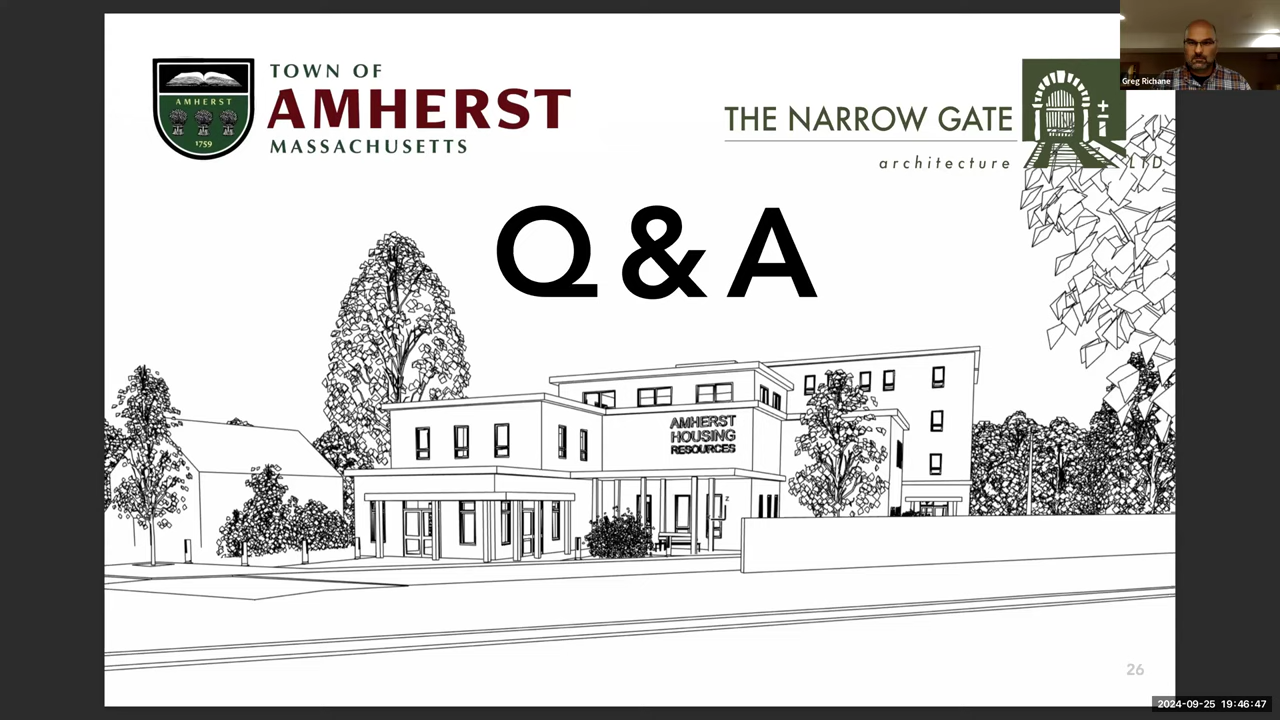 TOWN OF
AMHERST
MASSACHUSETTS
AMHERST
1759
THE NARROW GATE
architecture LTD
Greg Richane
Q & A
AMHERST
HOUSING
RESOURCES
26
2024-09-25 19:46:47